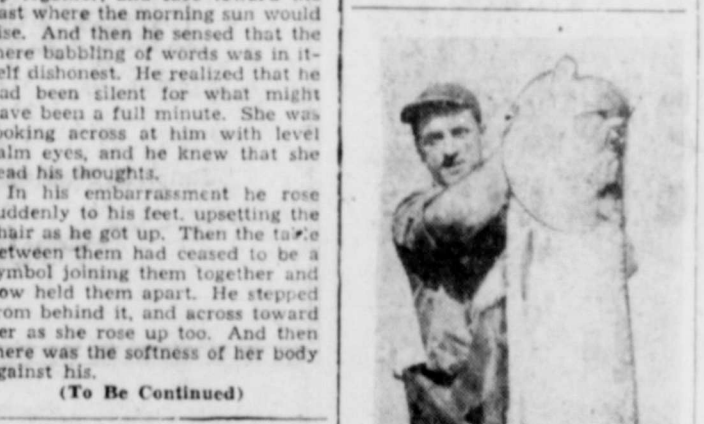 ast where the morning sun would
ise. And then he sensed that the
ere babbling of words was in it-
elf dishonest. He realized that he
ad been silent for what might
ave been a full minute. She was
ooking across at him with level
alm eyes, and he knew that she
ead his thoughts.
In his embarrassment he rose
uddenly to his feet, upsetting the
hair as he got up. Then the table
etween them had ceased to be a
ymbol joining them together and
ow held them apart. He stepped
rom behind it, and across toward
er as she rose up too. And then
here was the softness of her body
gainst his.
(To Be Continued)